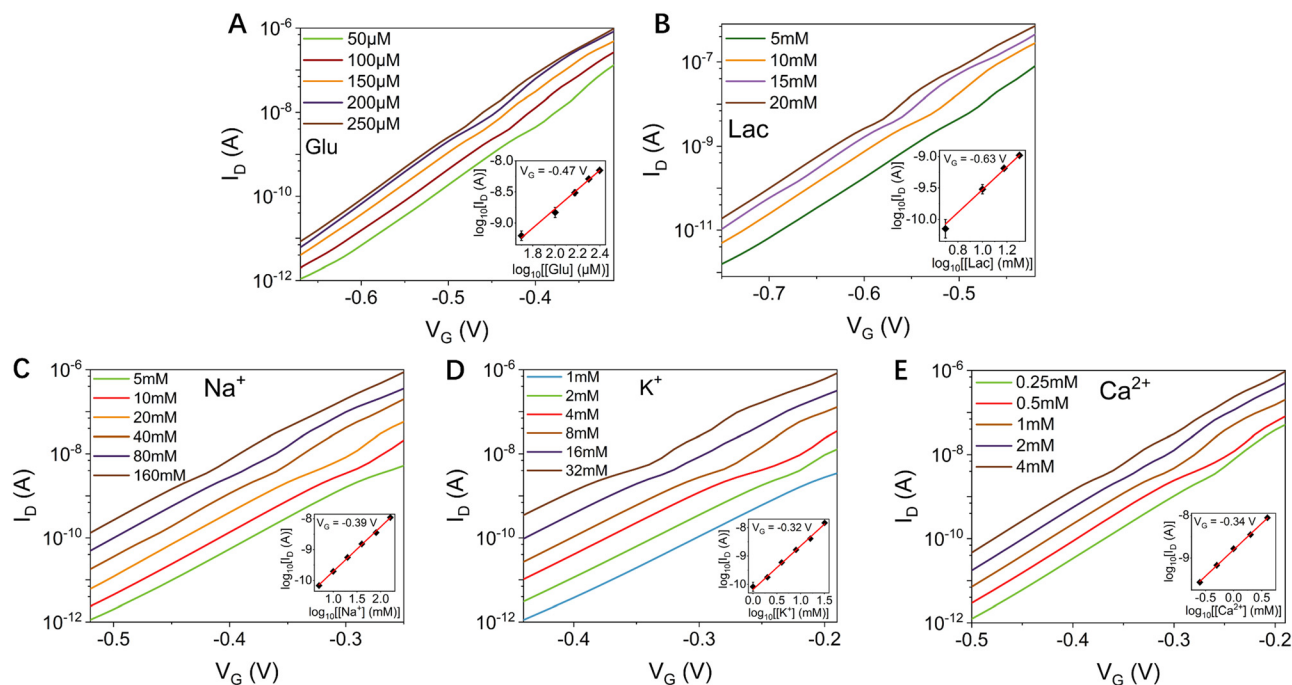 A
10⁻⁶
10⁻⁸
10⁻¹⁰
10⁻¹²
I_D (A)
50μM
100μM
150μM
200μM
250μM
Glu
V_G = -0.47 V
-8.0
-8.5
-9.0
log₁₀[I_D (A)]
1.8 2.0 2.2 2.4
log₁₀[[Glu] (μM)]
-0.6 -0.5 -0.4
V_G (V)
B
10⁻⁷
10⁻⁹
10⁻¹¹
I_D (A)
5mM
10mM
15mM
20mM
Lac
V_G = -0.63 V
-9.0
-9.5
-10.0
log₁₀[I_D (A)]
0.8 1.0 1.2
log₁₀[[Lac] (mM)]
-0.7 -0.6 -0.5
V_G (V)
C
10⁻⁶
10⁻⁸
10⁻¹⁰
10⁻¹²
I_D (A)
5mM
10mM
20mM
40mM
80mM
160mM
Na⁺
V_G = -0.39 V
-8
-9
-10
log₁₀[I_D (A)]
1.0 1.5 2.0
log₁₀[[Na⁺] (mM)]
-0.5 -0.4 -0.3
V_G (V)
D
10⁻⁶
10⁻⁸
10⁻¹⁰
10⁻¹²
I_D (A)
1mM
2mM
4mM
8mM
16mM
32mM
K⁺
V_G = -0.32 V
-8
-9
-10
log₁₀[I_D (A)]
0.0 0.5 1.0 1.5
log₁₀[[K⁺] (mM)]
-0.4 -0.3 -0.2
V_G (V)
E
10⁻⁶
10⁻⁸
10⁻¹⁰
10⁻¹²
I_D (A)
0.25mM
0.5mM
1mM
2mM
4mM
Ca²⁺
V_G = -0.34 V
-8
-9
log₁₀[I_D (A)]
-0.5 0.0 0.5
log₁₀[[Ca²⁺] (mM)]
-0.5 -0.4 -0.3 -0.2
V_G (V)